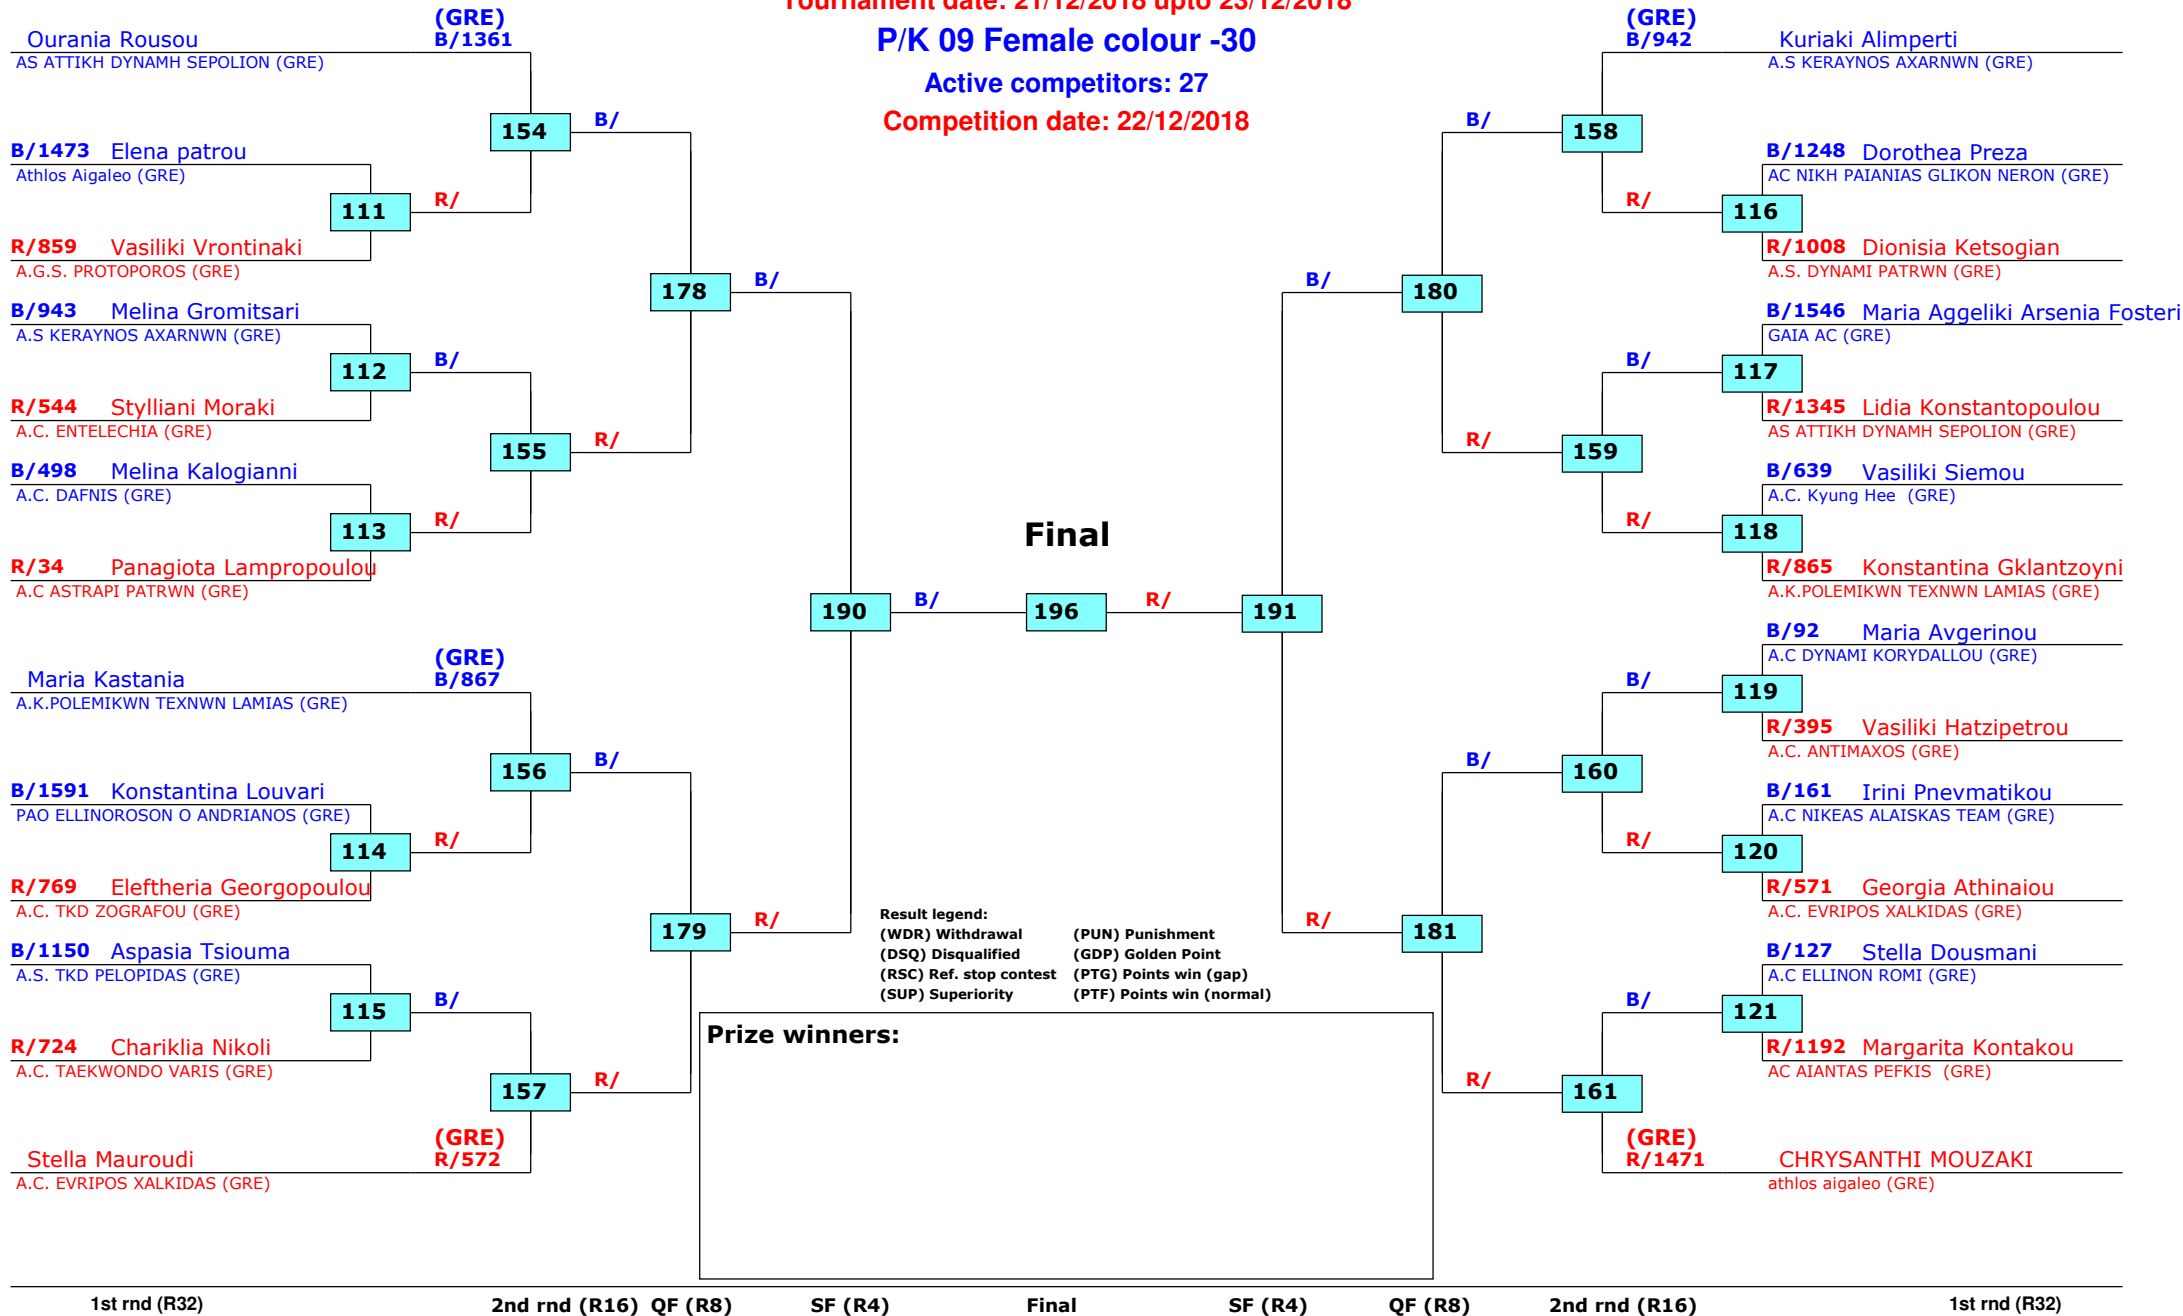 Tournament date: 21/12/2018 upto 23/12/2018
P/K 09 Female colour -30
Active competitors: 27
Competition date: 22/12/2018
(GRE)
Ourania Rousou B/1361
AS ATTIKH DYNAMH SEPOLION (GRE)
154 B/
B/1473 Elena patrou
Athlos Aigaleo (GRE)
111 R/
R/859 Vasiliki Vrontinaki
A.G.S. PROTOPOROS (GRE)
178 B/
B/943 Melina Gromitsari
A.S KERAYNOS AXARNWN (GRE)
112 B/
R/544 Stylliani Moraki
A.C. ENTELECHIA (GRE)
155 R/
B/498 Melina Kalogianni
A.C. DAFNIS (GRE)
113 R/
R/34 Panagiota Lampropoulou
A.C ASTRAPI PATRWN (GRE)
190 B/
(GRE)
Maria Kastania B/867
A.K.POLEMIKWN TEXNWN LAMIAS (GRE)
156 B/
B/1591 Konstantina Louvari
PAO ELLINOROSON O ANDRIANOS (GRE)
114 R/
R/769 Eleftheria Georgopoulou
A.C. TKD ZOGRAFOU (GRE)
179 R/
B/1150 Aspasia Tsiouma
A.S. TKD PELOPIDAS (GRE)
115 B/
R/724 Chariklia Nikoli
A.C. TAEKWONDO VARIS (GRE)
157 R/
(GRE)
Stella Mauroudi R/572
A.C. EVRIPOS XALKIDAS (GRE)
Final
196
R/ 191
(GRE)
B/942 Kuriaki Alimperti
A.S KERAYNOS AXARNWN (GRE)
B/ 158
B/1248 Dorothea Preza
AC NIKH PAIANIAS GLIKON NERON (GRE)
R/ 116
R/1008 Dionisia Ketsogian
A.S. DYNAMI PATRWN (GRE)
B/ 180
B/1546 Maria Aggeliki Arsenia Fosteri
GAIA AC (GRE)
B/ 117
R/1345 Lidia Konstantopoulou
AS ATTIKH DYNAMH SEPOLION (GRE)
R/ 159
B/639 Vasiliki Siemou
A.C. Kyung Hee (GRE)
R/ 118
R/865 Konstantina Gklantzoyni
A.K.POLEMIKWN TEXNWN LAMIAS (GRE)
B/92 Maria Avgerinou
A.C DYNAMI KORYDALLOU (GRE)
B/ 119
R/395 Vasiliki Hatzipetrou
A.C. ANTIMAXOS (GRE)
B/ 160
B/161 Irini Pnevmatikou
A.C NIKEAS ALAISKAS TEAM (GRE)
R/ 120
R/571 Georgia Athinaiou
A.C. EVRIPOS XALKIDAS (GRE)
R/ 181
B/127 Stella Dousmani
A.C ELLINON ROMI (GRE)
B/ 121
R/1192 Margarita Kontakou
AC AIANTAS PEFKIS (GRE)
R/ 161
(GRE)
R/1471 CHRYSANTHI MOUZAKI
athlos aigaleo (GRE)
Result legend:
(WDR) Withdrawal (PUN) Punishment
(DSQ) Disqualified (GDP) Golden Point
(RSC) Ref. stop contest (PTG) Points win (gap)
(SUP) Superiority (PTF) Points win (normal)
Prize winners:
1st rnd (R32) 2nd rnd (R16) QF (R8) SF (R4) Final SF (R4) QF (R8) 2nd rnd (R16) 1st rnd (R32)